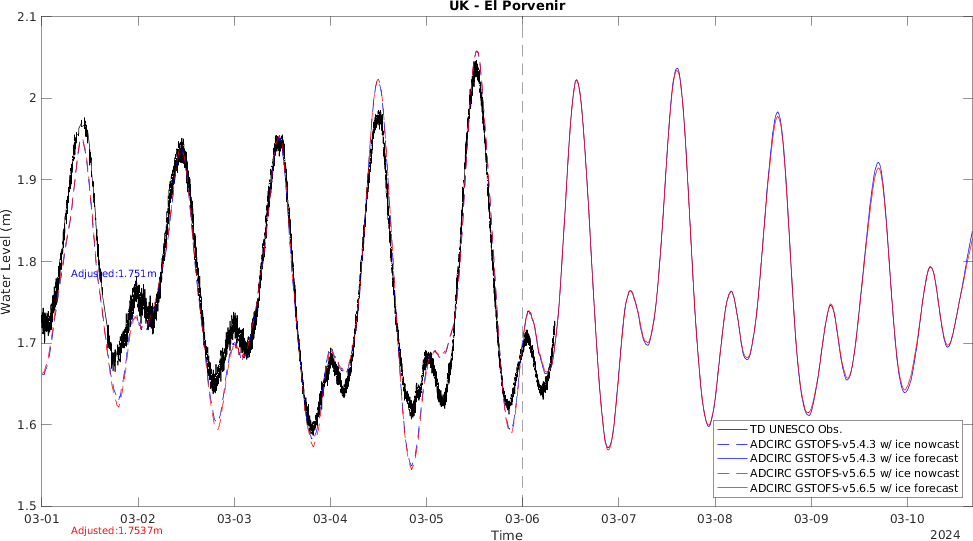 UK - El Porvenir
2.1
2
1.9
1.8
1.7
1.6
1.5
Water Level (m)
Adjusted:1.751m
TD UNESCO Obs.
ADCIRC GSTOFS-v5.4.3 w/ ice nowcast
ADCIRC GSTOFS-v5.4.3 w/ ice forecast
ADCIRC GSTOFS-v5.6.5 w/ ice nowcast
ADCIRC GSTOFS-v5.6.5 w/ ice forecast
03-01 03-02 03-03 03-04 03-05 03-06 03-07 03-08 03-09 03-10
Adjusted:1.7537m
Time
2024